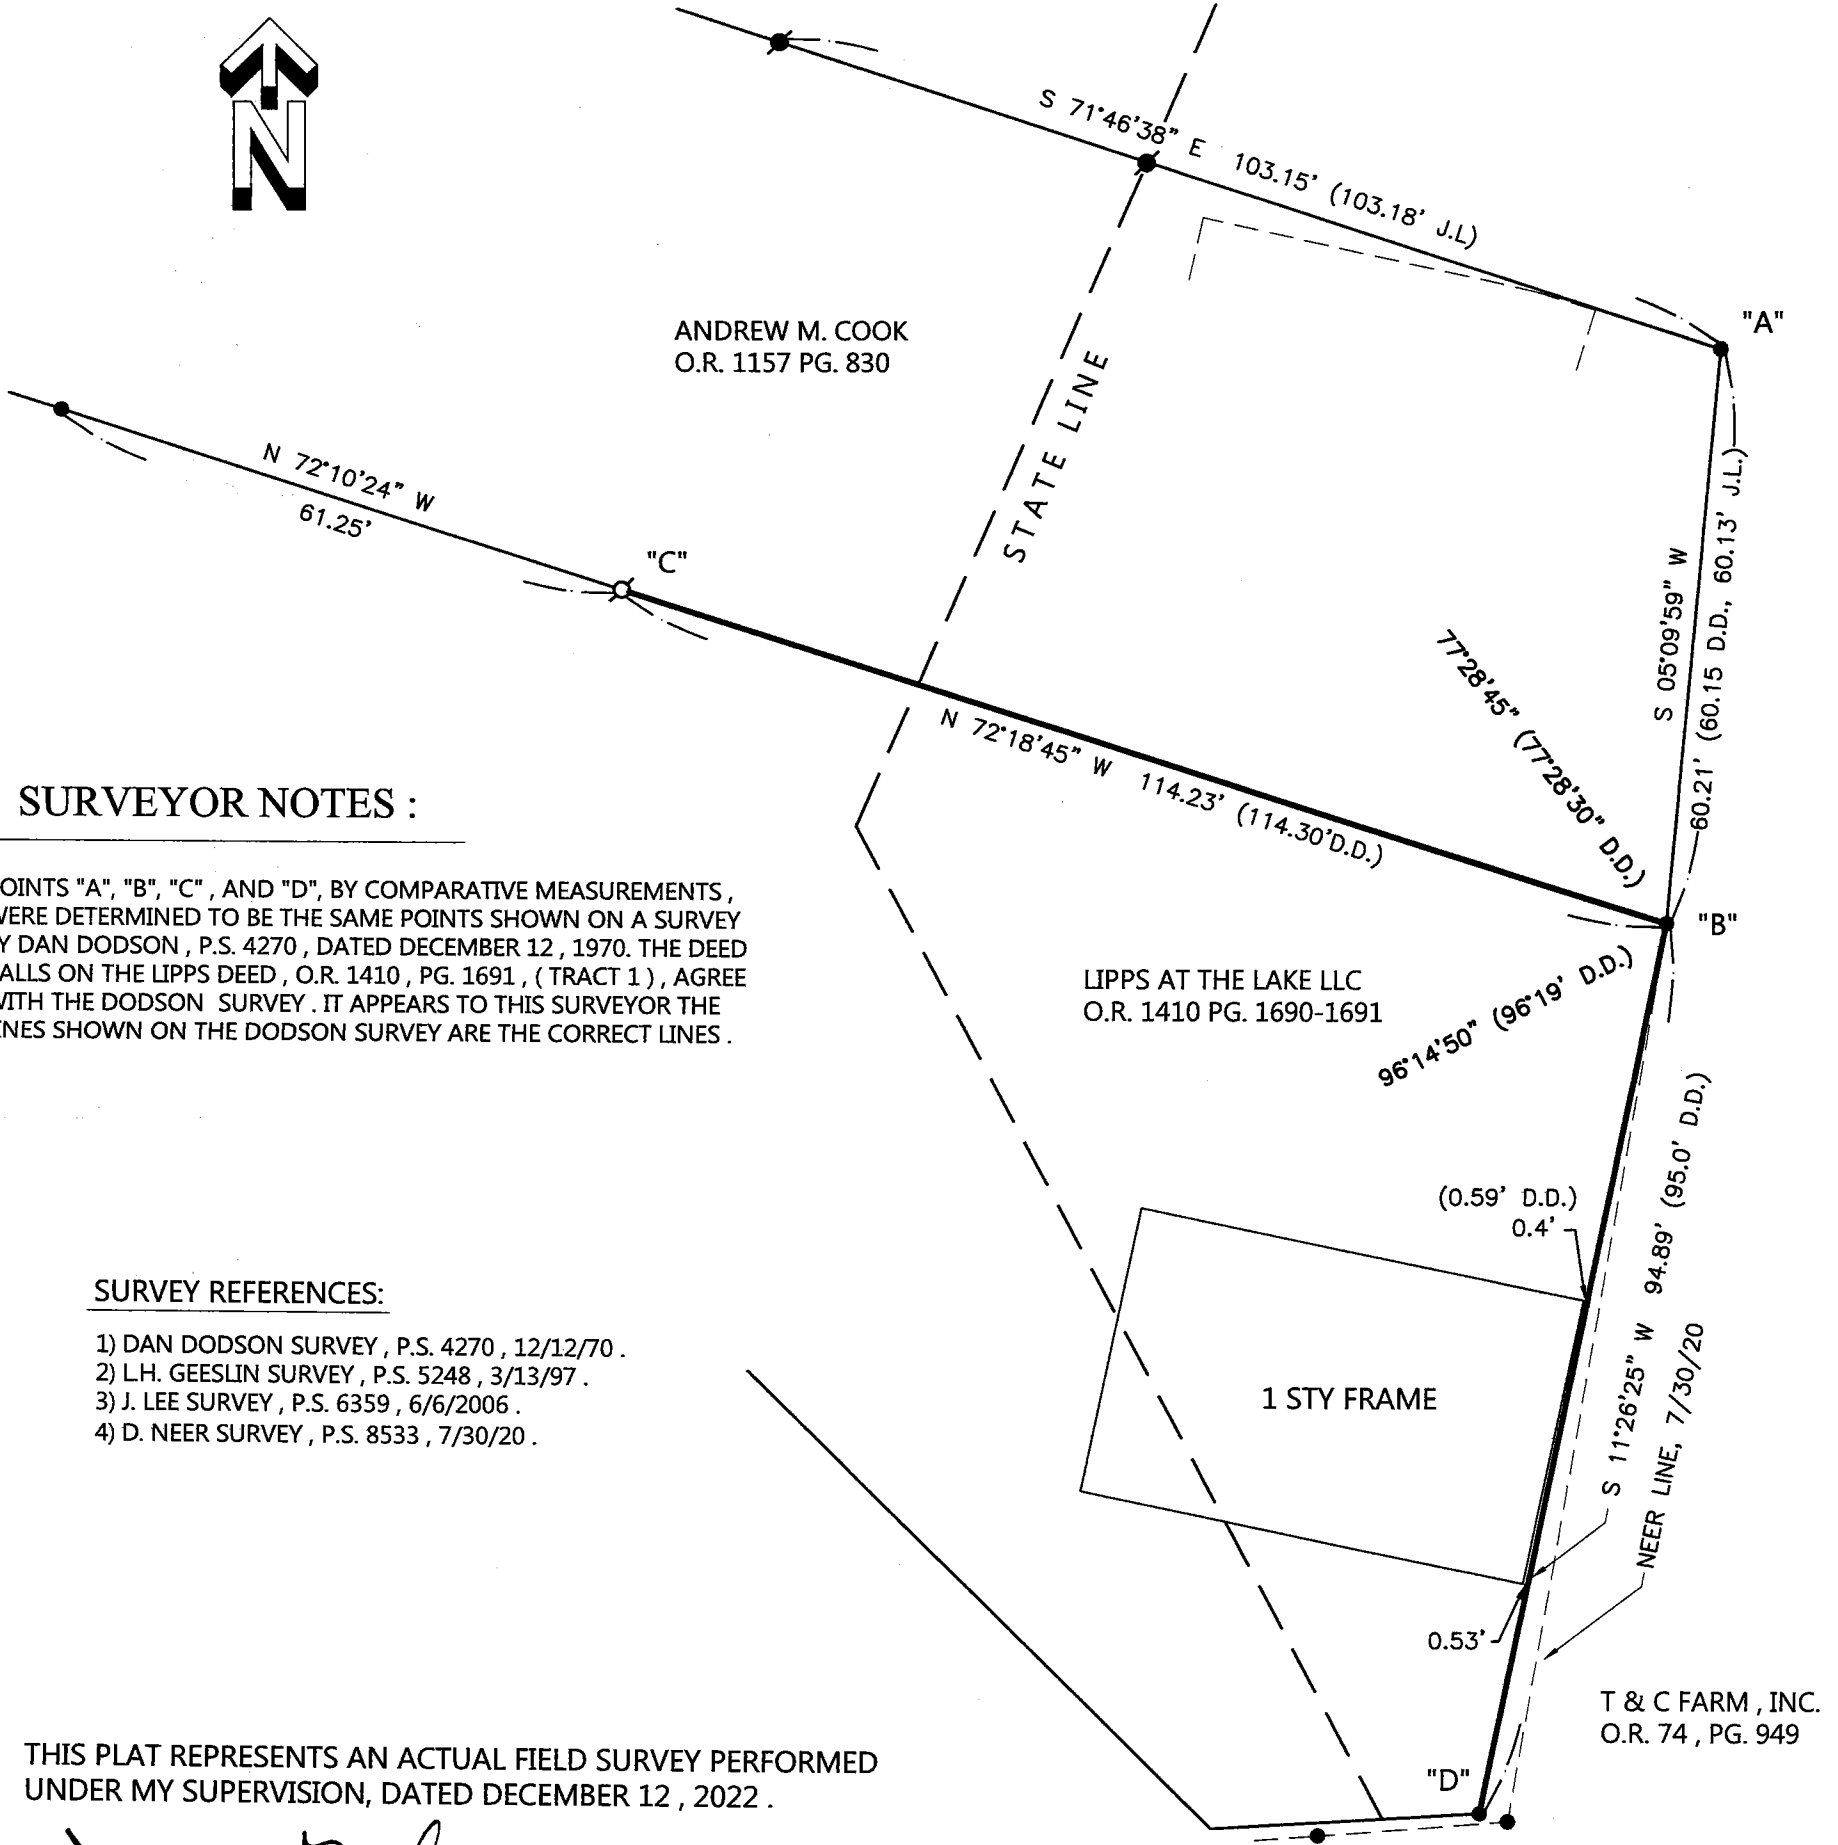 N
S 71°46'38" E 103.15' (103.18' J.L)
"A"
ANDREW M. COOK
O.R. 1157 PG. 830
STATE LINE
N 72°10'24" W
61.25'
"C"
S 05°09'59" W
60.21' (60.15 D.D., 60.13' J.L.)
77°28'45" (77°28'30" D.D.)
N 72°18'45" W 114.23' (114.30'D.D.)
"B"
SURVEYOR NOTES :
OINTS "A", "B", "C" , AND "D", BY COMPARATIVE MEASUREMENTS ,
VERE DETERMINED TO BE THE SAME POINTS SHOWN ON A SURVEY
Y DAN DODSON , P.S. 4270 , DATED DECEMBER 12 , 1970. THE DEED
ALLS ON THE LIPPS DEED , O.R. 1410 , PG. 1691 , ( TRACT 1 ) , AGREE
VITH THE DODSON SURVEY . IT APPEARS TO THIS SURVEYOR THE
INES SHOWN ON THE DODSON SURVEY ARE THE CORRECT LINES .
LIPPS AT THE LAKE LLC
O.R. 1410 PG. 1690-1691
96°14'50" (96°19' D.D.)
(0.59' D.D.)
0.4'
S 11°26'25" W 94.89' (95.0' D.D.)
NEER LINE, 7/30/20
SURVEY REFERENCES:
1) DAN DODSON SURVEY , P.S. 4270 , 12/12/70 .
2) L.H. GEESLIN SURVEY , P.S. 5248 , 3/13/97 .
3) J. LEE SURVEY , P.S. 6359 , 6/6/2006 .
4) D. NEER SURVEY , P.S. 8533 , 7/30/20 .
1 STY FRAME
0.53'
T & C FARM , INC.
O.R. 74 , PG. 949
"D"
THIS PLAT REPRESENTS AN ACTUAL FIELD SURVEY PERFORMED
UNDER MY SUPERVISION, DATED DECEMBER 12 , 2022 .